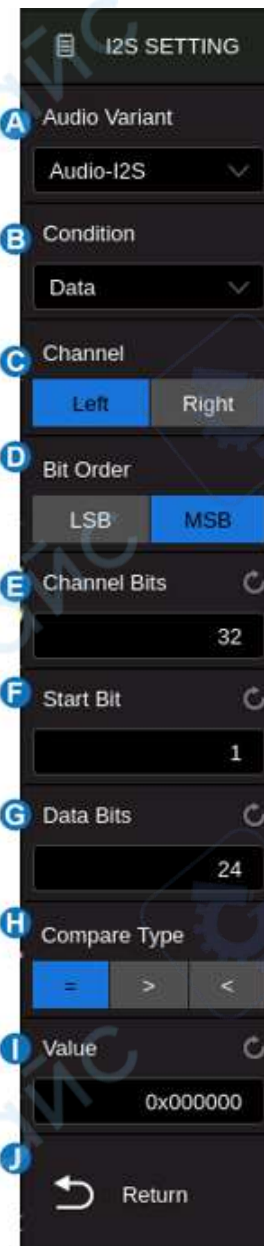 I2S SETTING
A Audio Variant
Audio-I2S
B Condition
Data
C Channel
Left Right
D Bit Order
LSB MSB
E Channel Bits
32
F Start Bit
1
G Data Bits
24
H Compare Type
= > <
I Value
0x000000
J
Return